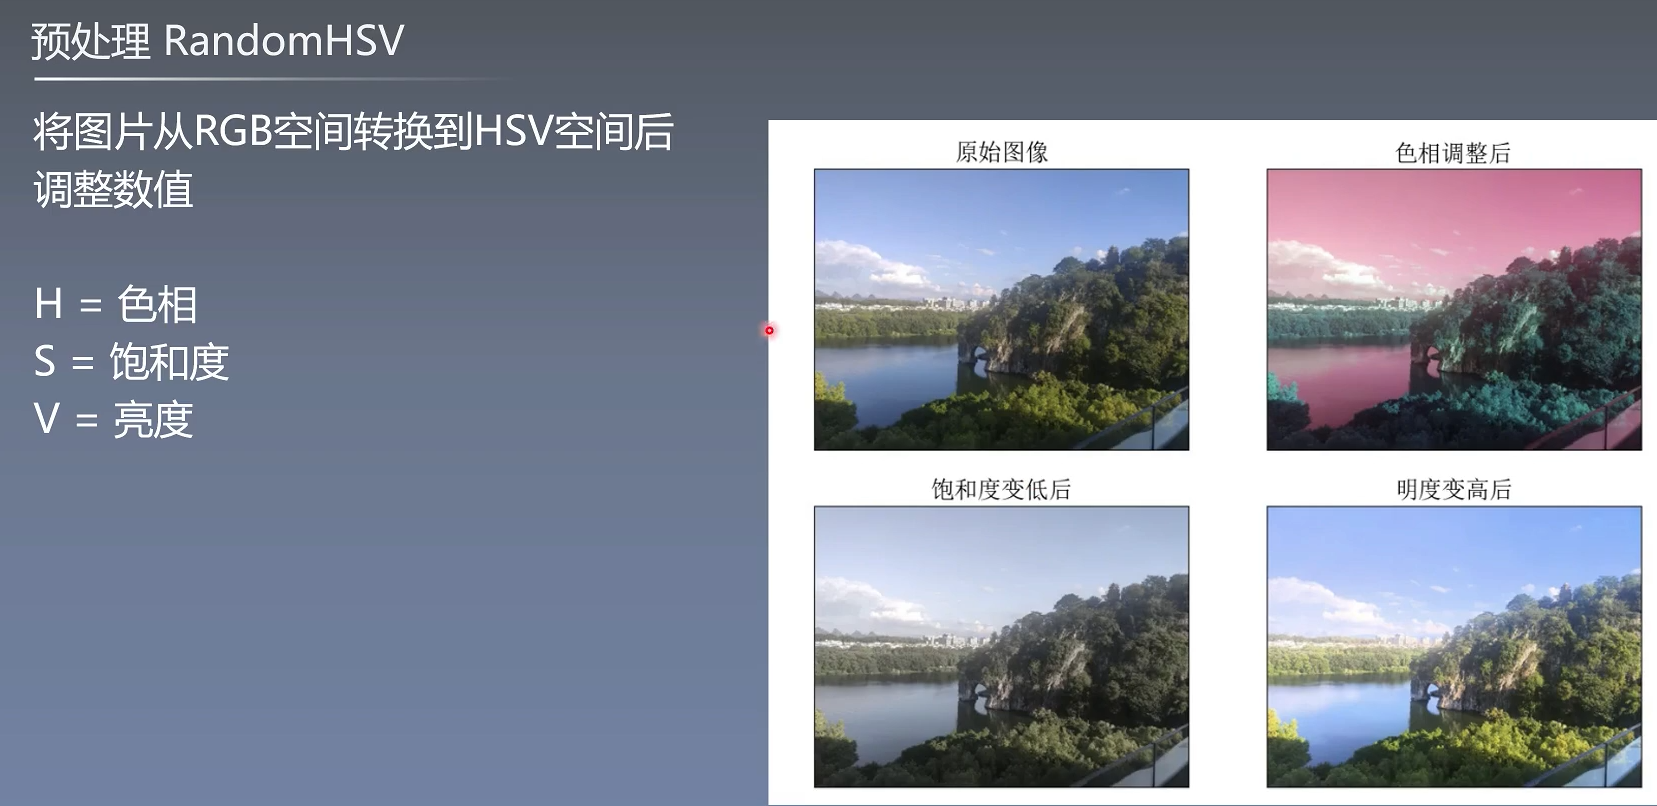 预处理 RandomHSV
将图片从RGB空间转换到HSV空间后
调整数值
H = 色相
S = 饱和度
V = 亮度
原始图像
色相调整后
饱和度变低后
明度变高后